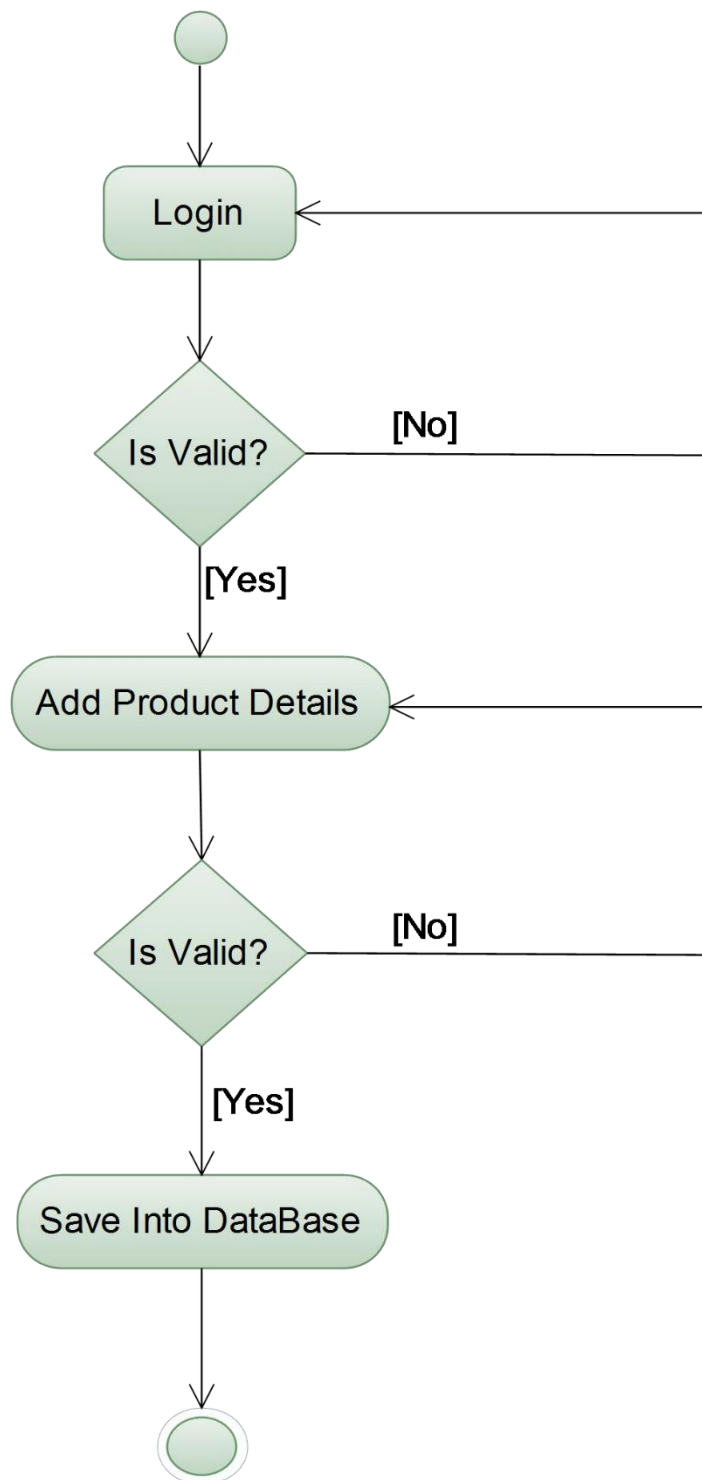 Login
Is Valid?
[No]
[Yes]
Add Product Details
Is Valid?
[No]
[Yes]
Save Into DataBase